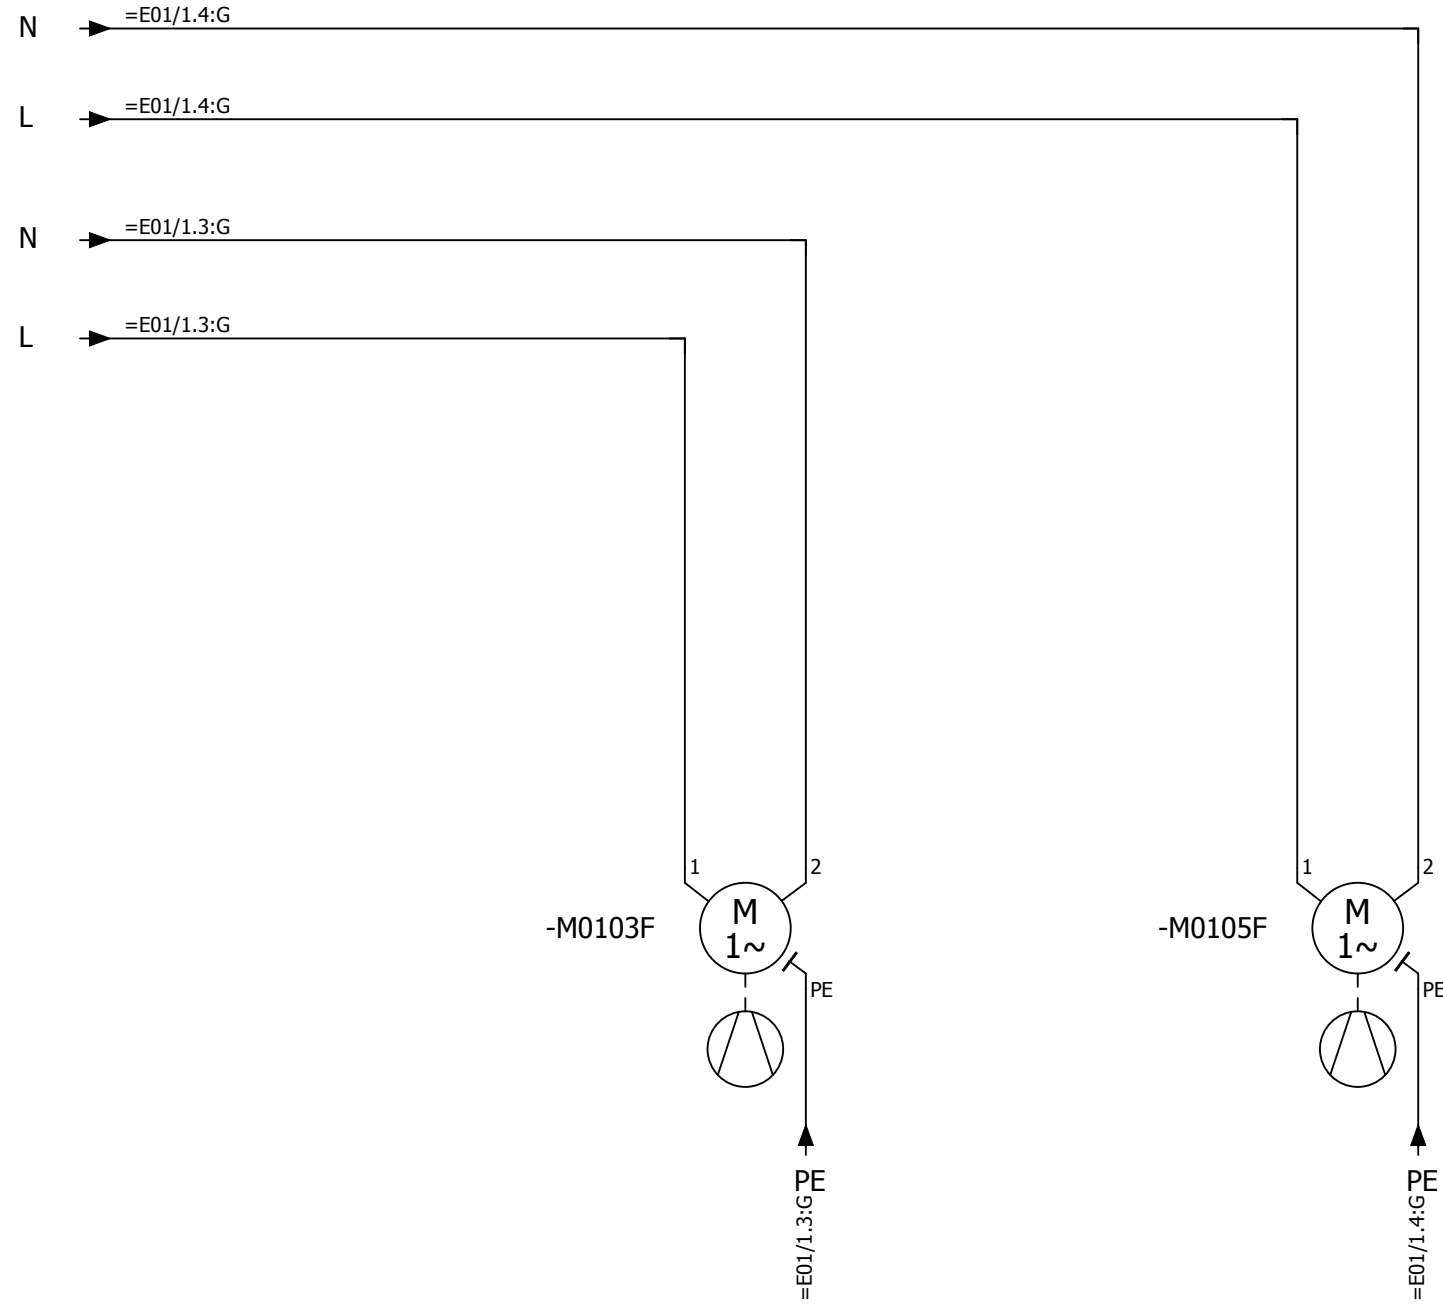 N
=E01/1.4:G
L
=E01/1.4:G
N
=E01/1.3:G
L
=E01/1.3:G
1
2
1
2
-M0103F
M
1~
-M0105F
M
1~
PE
PE
PE
=E01/1.3:G
PE
=E01/1.4:G